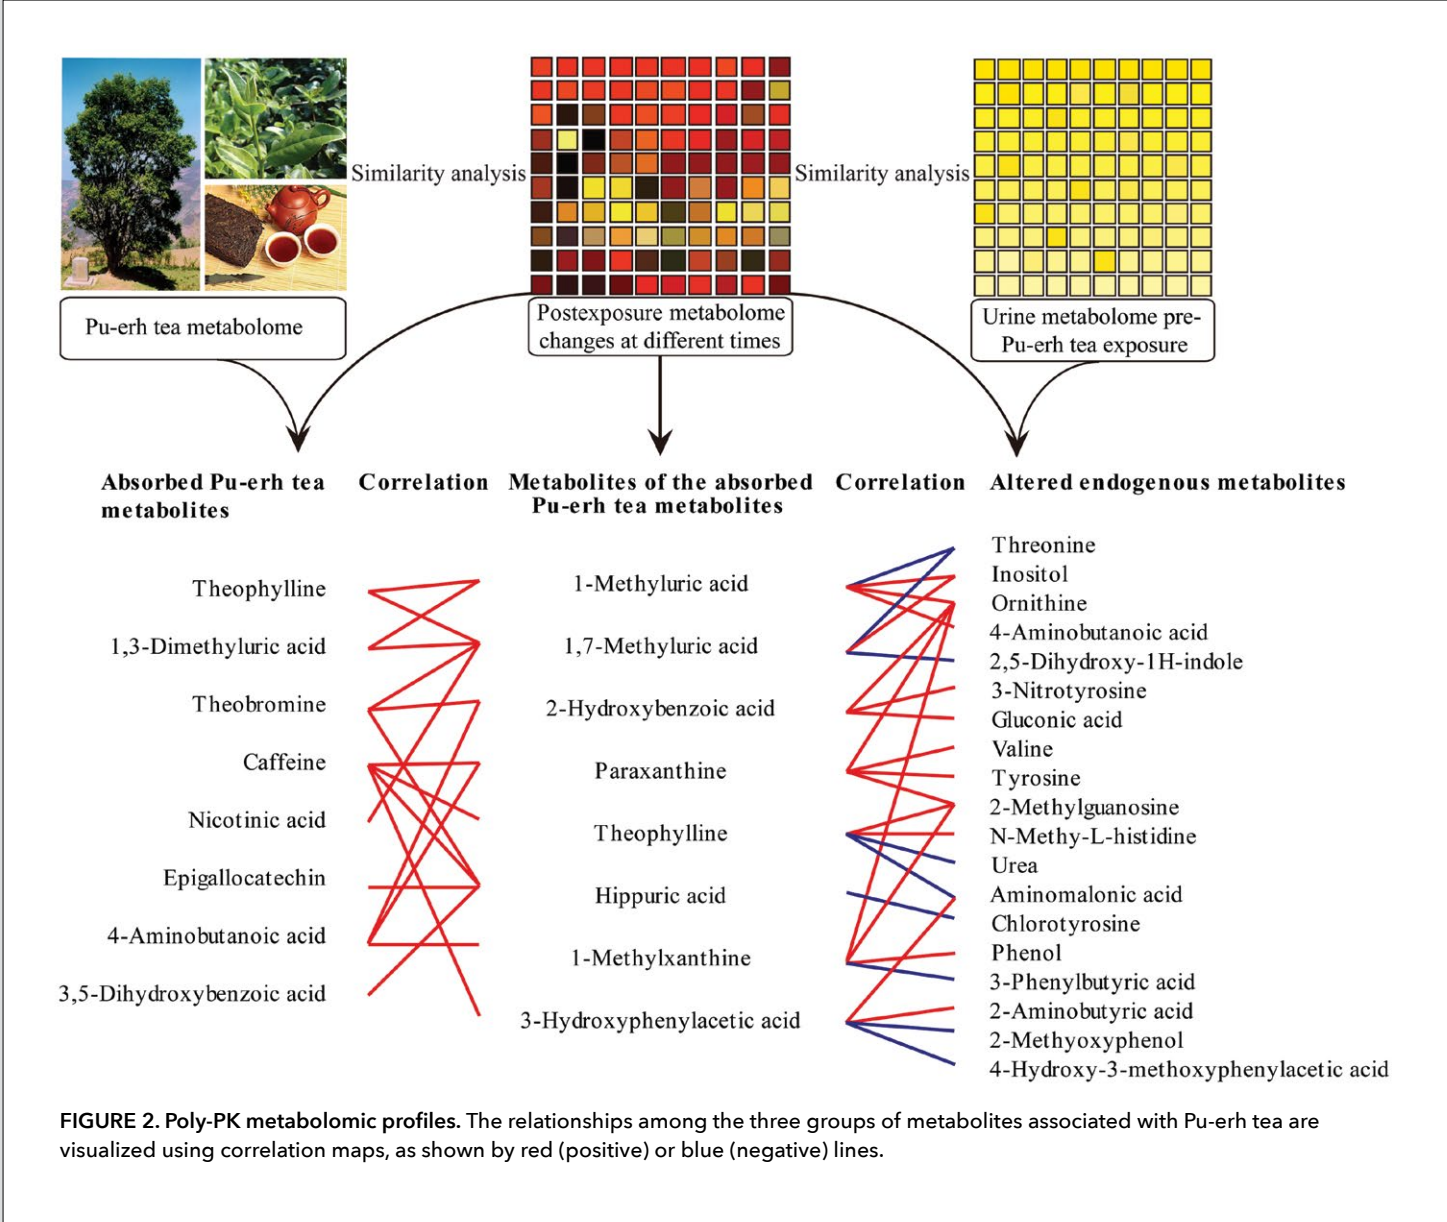 Similarity analysis
Similarity analysis
Pu-erh tea metabolome
Postexposure metabolome
changes at different times
Urine metabolome pre-
Pu-erh tea exposure
Absorbed Pu-erh tea
metabolites
Correlation
Metabolites of the absorbed
Pu-erh tea metabolites
Correlation
Altered endogenous metabolites
Theophylline
1,3-Dimethyluric acid
Theobromine
Caffeine
Nicotinic acid
Epigallocatechin
4-Aminobutanoic acid
3,5-Dihydroxybenzoic acid
1-Methyluric acid
1,7-Methyluric acid
2-Hydroxybenzoic acid
Paraxanthine
Theophylline
Hippuric acid
1-Methylxanthine
3-Hydroxyphenylacetic acid
Threonine
Inositol
Ornithine
4-Aminobutanoic acid
2,5-Dihydroxy-1H-indole
3-Nitrotyrosine
Gluconic acid
Valine
Tyrosine
2-Methylguanosine
N-Methy-L-histidine
Urea
Aminomalonic acid
Chlorotyrosine
Phenol
3-Phenylbutyric acid
2-Aminobutyric acid
2-Methyoxyphenol
4-Hydroxy-3-methoxyphenylacetic acid
FIGURE 2. Poly-PK metabolomic profiles. The relationships among the three groups of metabolites associated with Pu-erh tea are
visualized using correlation maps, as shown by red (positive) or blue (negative) lines.